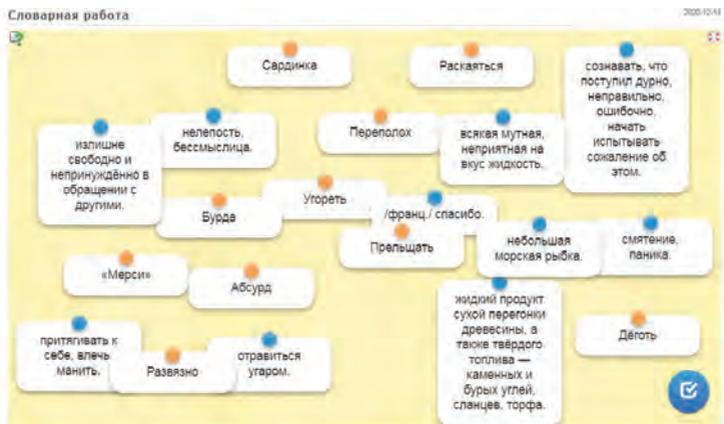 Словарная работа
Сардинка
Раскаяться
сознавать, что
поступил дурно,
неправильно,
ошибочно,
начать
испытывать
сожаление об
этом.
излишне
свободно и
непринуждённо в
обращении с
другими.
нелепость,
бессмыслица.
Переполох
всякая мутная,
неприятная на
вкус жидкость.
Бурда
Угореть
/франц./ спасибо.
Прельщать
небольшая
морская рыбка.
смятение,
паника.
«Мерси»
Абсурд
жидкий продукт
сухой перегонки
древесины, а
также твёрдого
топлива —
каменных и
бурых углей,
сланцев, торфа.
Дёготь
притягивать к
себе, влечь
манить.
Развязно
отравиться
угаром.